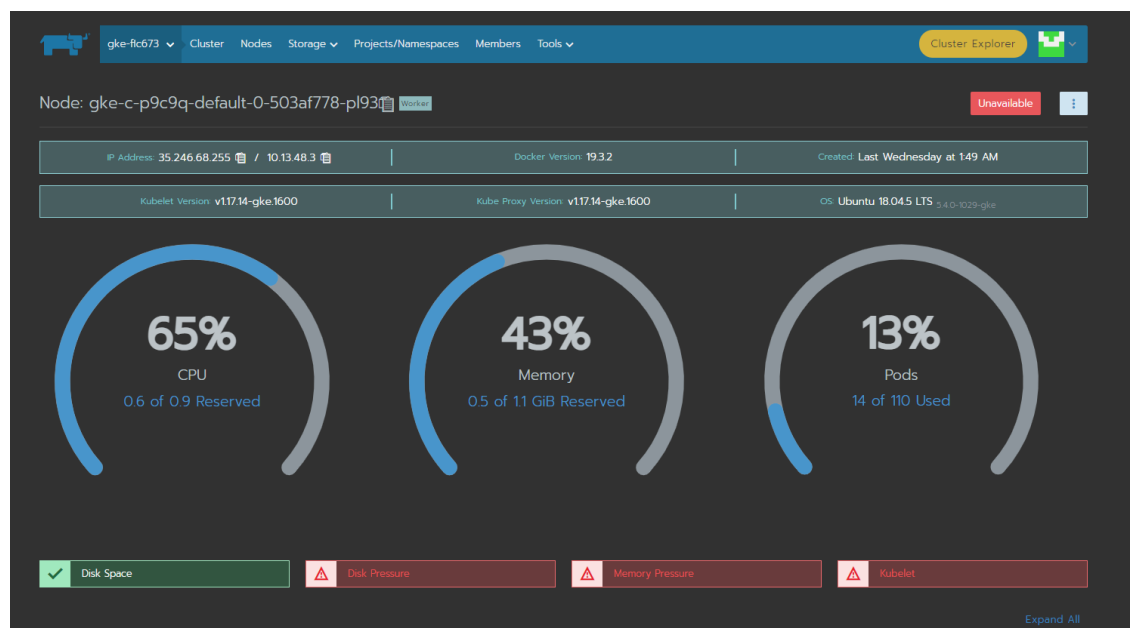 gke-flc673 Cluster Nodes Storage Projects/Namespaces Members Tools Cluster Explorer
Node: gke-c-p9c9q-default-0-503af778-pl93 Worker Unavailable
IP Address: 35.246.68.255 / 10.13.48.3 Docker Version: 19.3.2 Created: Last Wednesday at 1:49 AM
Kubelet Version: v1.17.14-gke.1600 Kube Proxy Version: v1.17.14-gke.1600 OS: Ubuntu 18.04.5 LTS 5.4.0-1029-gke
65% 43% 13%
CPU Memory Pods
0.6 of 0.9 Reserved 0.5 of 1.1 GiB Reserved 14 of 110 Used
Disk Space Disk Pressure Memory Pressure Kubelet
Expand All